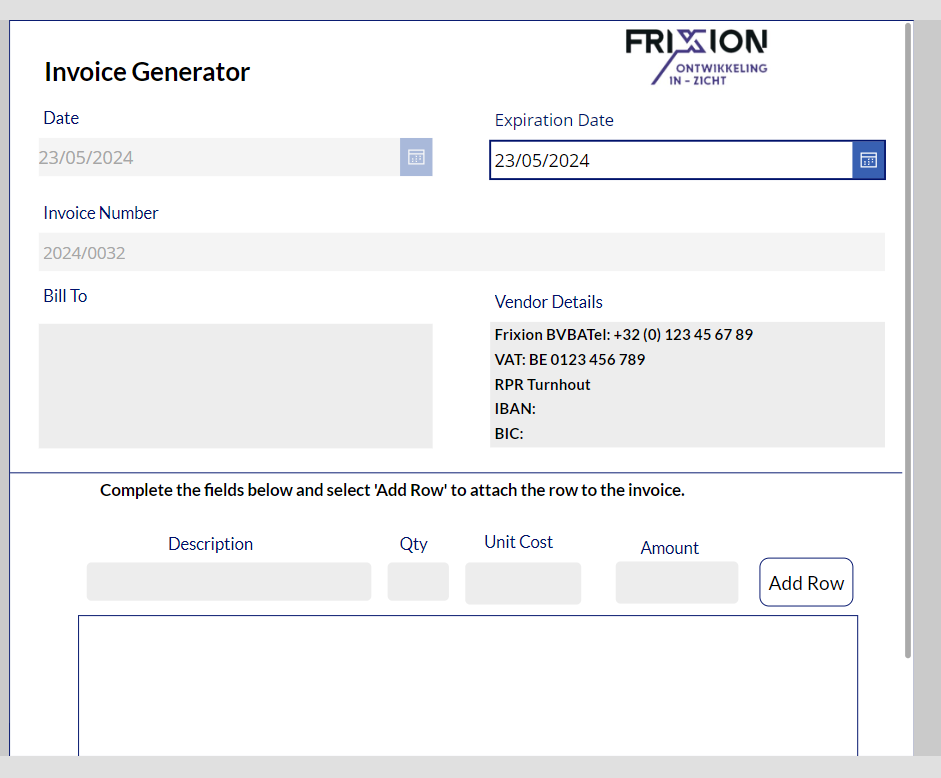 FRIXION
ONTWIKKELING
IN - ZICHT
Invoice Generator
Date
Expiration Date
23/05/2024
23/05/2024
Invoice Number
2024/0032
Bill To
Vendor Details
Frixion BVBATel: +32 (0) 123 45 67 89
VAT: BE 0123 456 789
RPR Turnhout
IBAN:
BIC:
Complete the fields below and select 'Add Row' to attach the row to the invoice.
Description
Qty
Unit Cost
Amount
Add Row